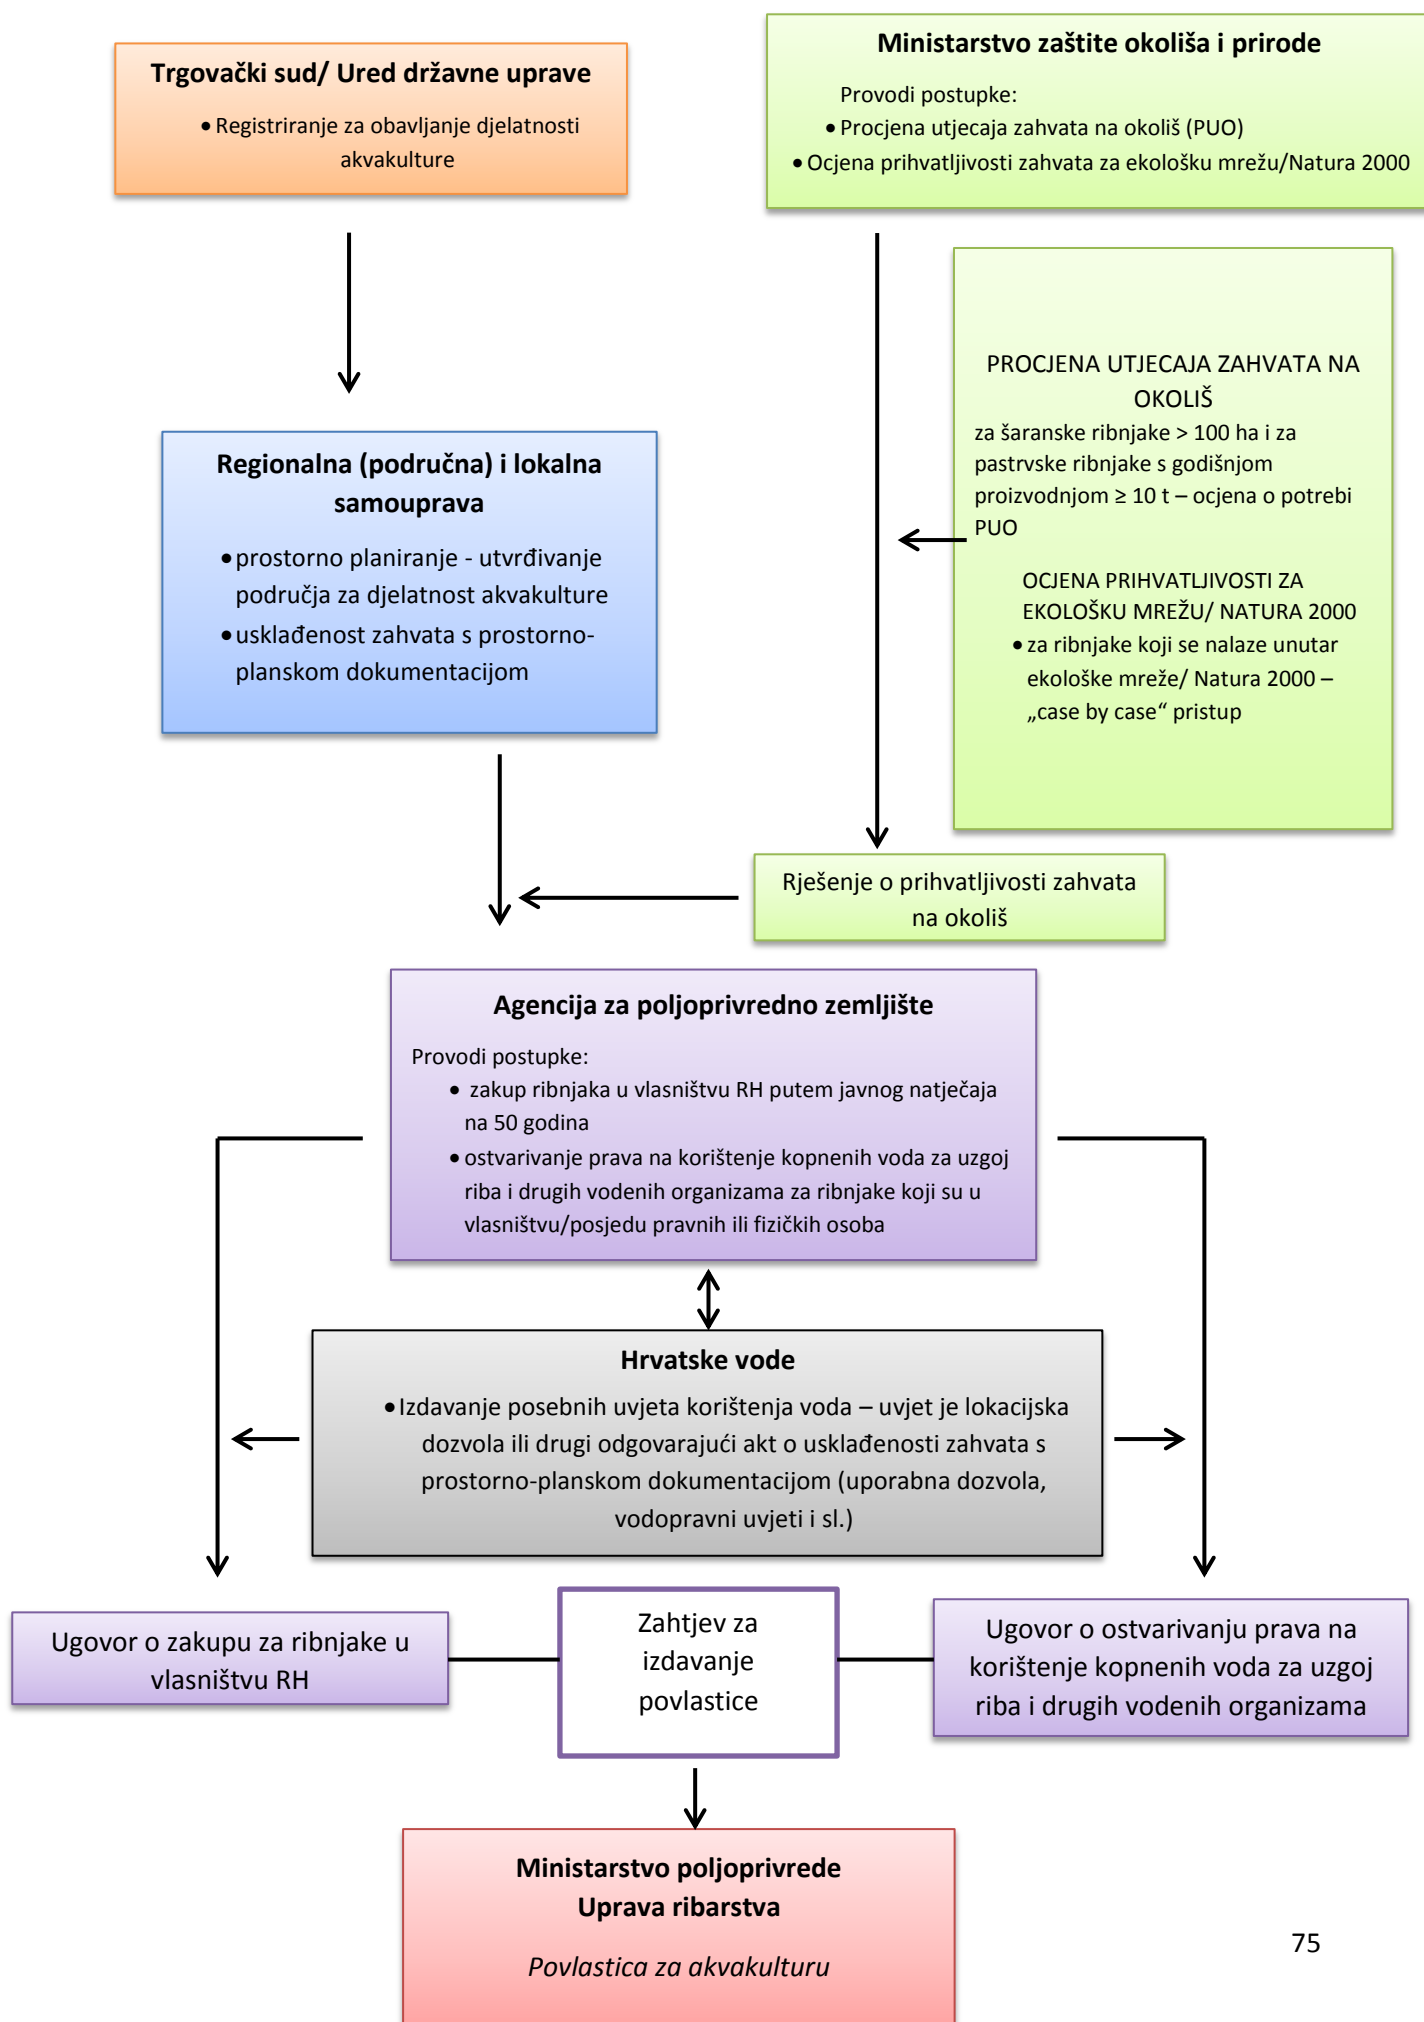 Trgovački sud/ Ured državne uprave
• Registriranje za obavljanje djelatnosti
akvakulture
Ministarstvo zaštite okoliša i prirode
Provodi postupke:
• Procjena utjecaja zahvata na okoliš (PUO)
• Ocjena prihvatljivosti zahvata za ekološku mrežu/Natura 2000
PROCJENA UTJECAJA ZAHVATA NA
OKOLIŠ
za šaranske ribnjake > 100 ha i za
pastrvske ribnjake s godišnjom
proizvodnjom ≥ 10 t – ocjena o potrebi
PUO
OCJENA PRIHVATLJIVOSTI ZA
EKOLOŠKU MREŽU/ NATURA 2000
• za ribnjake koji se nalaze unutar
ekološke mreže/ Natura 2000 –
„case by case“ pristup
Regionalna (područna) i lokalna
samouprava
• prostorno planiranje - utvrđivanje
područja za djelatnost akvakulture
• usklađenost zahvata s prostorno-
planskom dokumentacijom
Rješenje o prihvatljivosti zahvata
na okoliš
Agencija za poljoprivredno zemljište
Provodi postupke:
• zakup ribnjaka u vlasništvu RH putem javnog natječaja
na 50 godina
• ostvarivanje prava na korištenje kopnenih voda za uzgoj
riba i drugih vodenih organizama za ribnjake koji su u
vlasništvu/posjedu pravnih ili fizičkih osoba
Hrvatske vode
• Izdavanje posebnih uvjeta korištenja voda – uvjet je lokacijska
dozvola ili drugi odgovarajući akt o usklađenosti zahvata s
prostorno-planskom dokumentacijom (uporabna dozvola,
vodopravni uvjeti i sl.)
Ugovor o zakupu za ribnjake u
vlasništvu RH
Zahtjev za
izdavanje
povlastice
Ugovor o ostvarivanju prava na
korištenje kopnenih voda za uzgoj
riba i drugih vodenih organizama
Ministarstvo poljoprivrede
Uprava ribarstva
Povlastica za akvakulturu
75